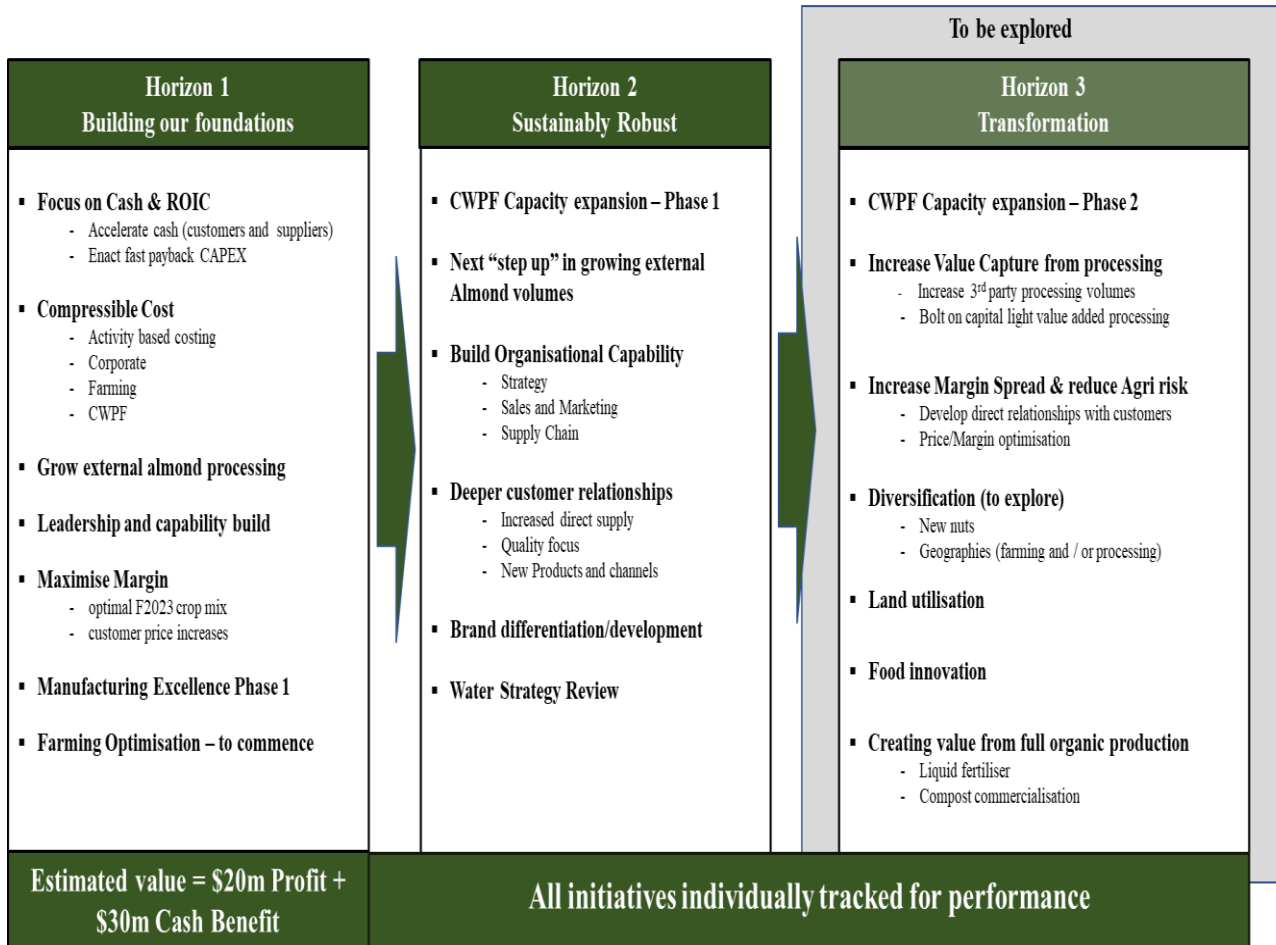 To be explored
Horizon 1
Building our foundations
▪ Focus on Cash & ROIC
- Accelerate cash (customers and suppliers)
- Enact fast payback CAPEX
▪ Compressible Cost
- Activity based costing
- Corporate
- Farming
- CWPF
▪ Grow external almond processing
▪ Leadership and capability build
▪ Maximise Margin
- optimal F2023 crop mix
- customer price increases
▪ Manufacturing Excellence Phase 1
▪ Farming Optimisation – to commence
Estimated value = $20m Profit +
$30m Cash Benefit
Horizon 2
Sustainably Robust
▪ CWPF Capacity expansion – Phase 1
▪ Next “step up” in growing external
Almond volumes
▪ Build Organisational Capability
- Strategy
- Sales and Marketing
- Supply Chain
▪ Deeper customer relationships
- Increased direct supply
- Quality focus
- New Products and channels
▪ Brand differentiation/development
▪ Water Strategy Review
Horizon 3
Transformation
▪ CWPF Capacity expansion – Phase 2
▪ Increase Value Capture from processing
- Increase 3rd party processing volumes
- Bolt on capital light value added processing
▪ Increase Margin Spread & reduce Agri risk
- Develop direct relationships with customers
- Price/Margin optimisation
▪ Diversification (to explore)
- New nuts
- Geographies (farming and / or processing)
▪ Land utilisation
▪ Food innovation
▪ Creating value from full organic production
- Liquid fertiliser
- Compost commercialisation
All initiatives individually tracked for performance